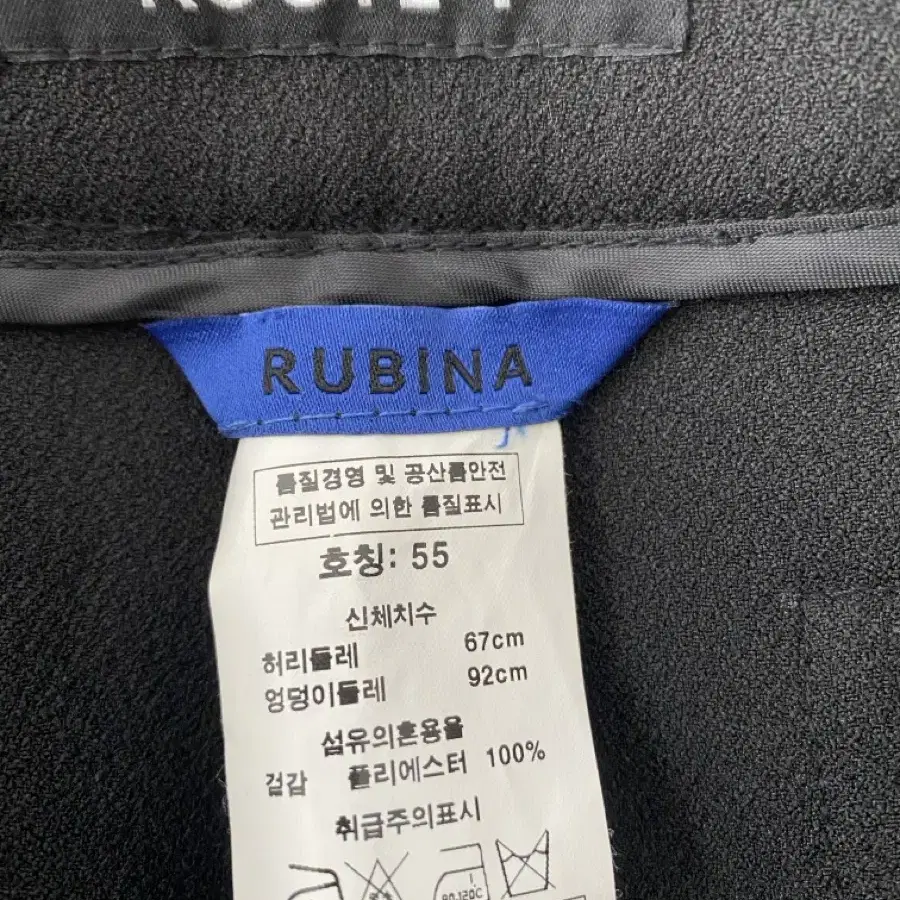 RUBINA
품질경영 및 공산품안전
관리법에 의한 품질표시
호칭: 55
신체치수
허리둘레 67cm
엉덩이둘레 92cm
섬유의혼용율
겉감 폴리에스터 100%
취급주의표시